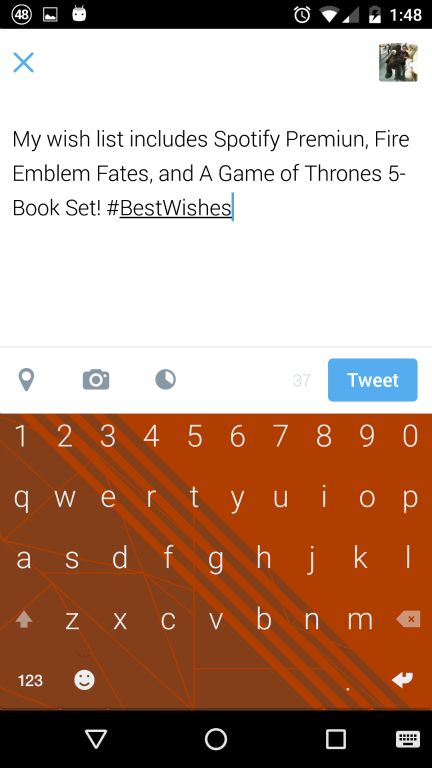 48 1:48
My wish list includes Spotify Premiun, Fire
Emblem Fates, and A Game of Thrones 5-
Book Set! #BestWishes
37 Tweet
1 2 3 4 5 6 7 8 9 0
q w e r t y u i o p
a s d f g h j k l
z x c v b n m
123 .